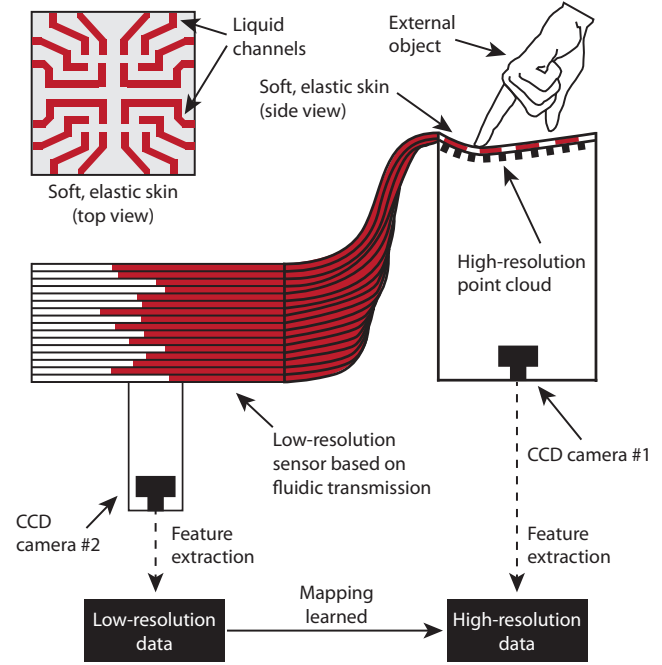 Liquid
channels
External
object
Soft, elastic skin
(side view)
Soft, elastic skin
(top view)
High-resolution
point cloud
Low-resolution
sensor based on
fluidic transmission
CCD camera #1
CCD
camera #2
Feature
extraction
Feature
extraction
Mapping
learned
Low-resolution
data
High-resolution
data